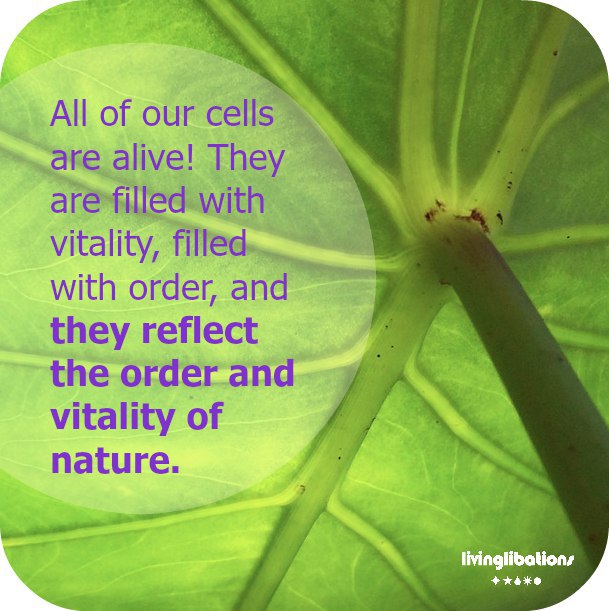 All of our cells
are alive! They
are filled with
vitality, filled
with order, and
they reflect
the order and
vitality of
nature.
livinglibations